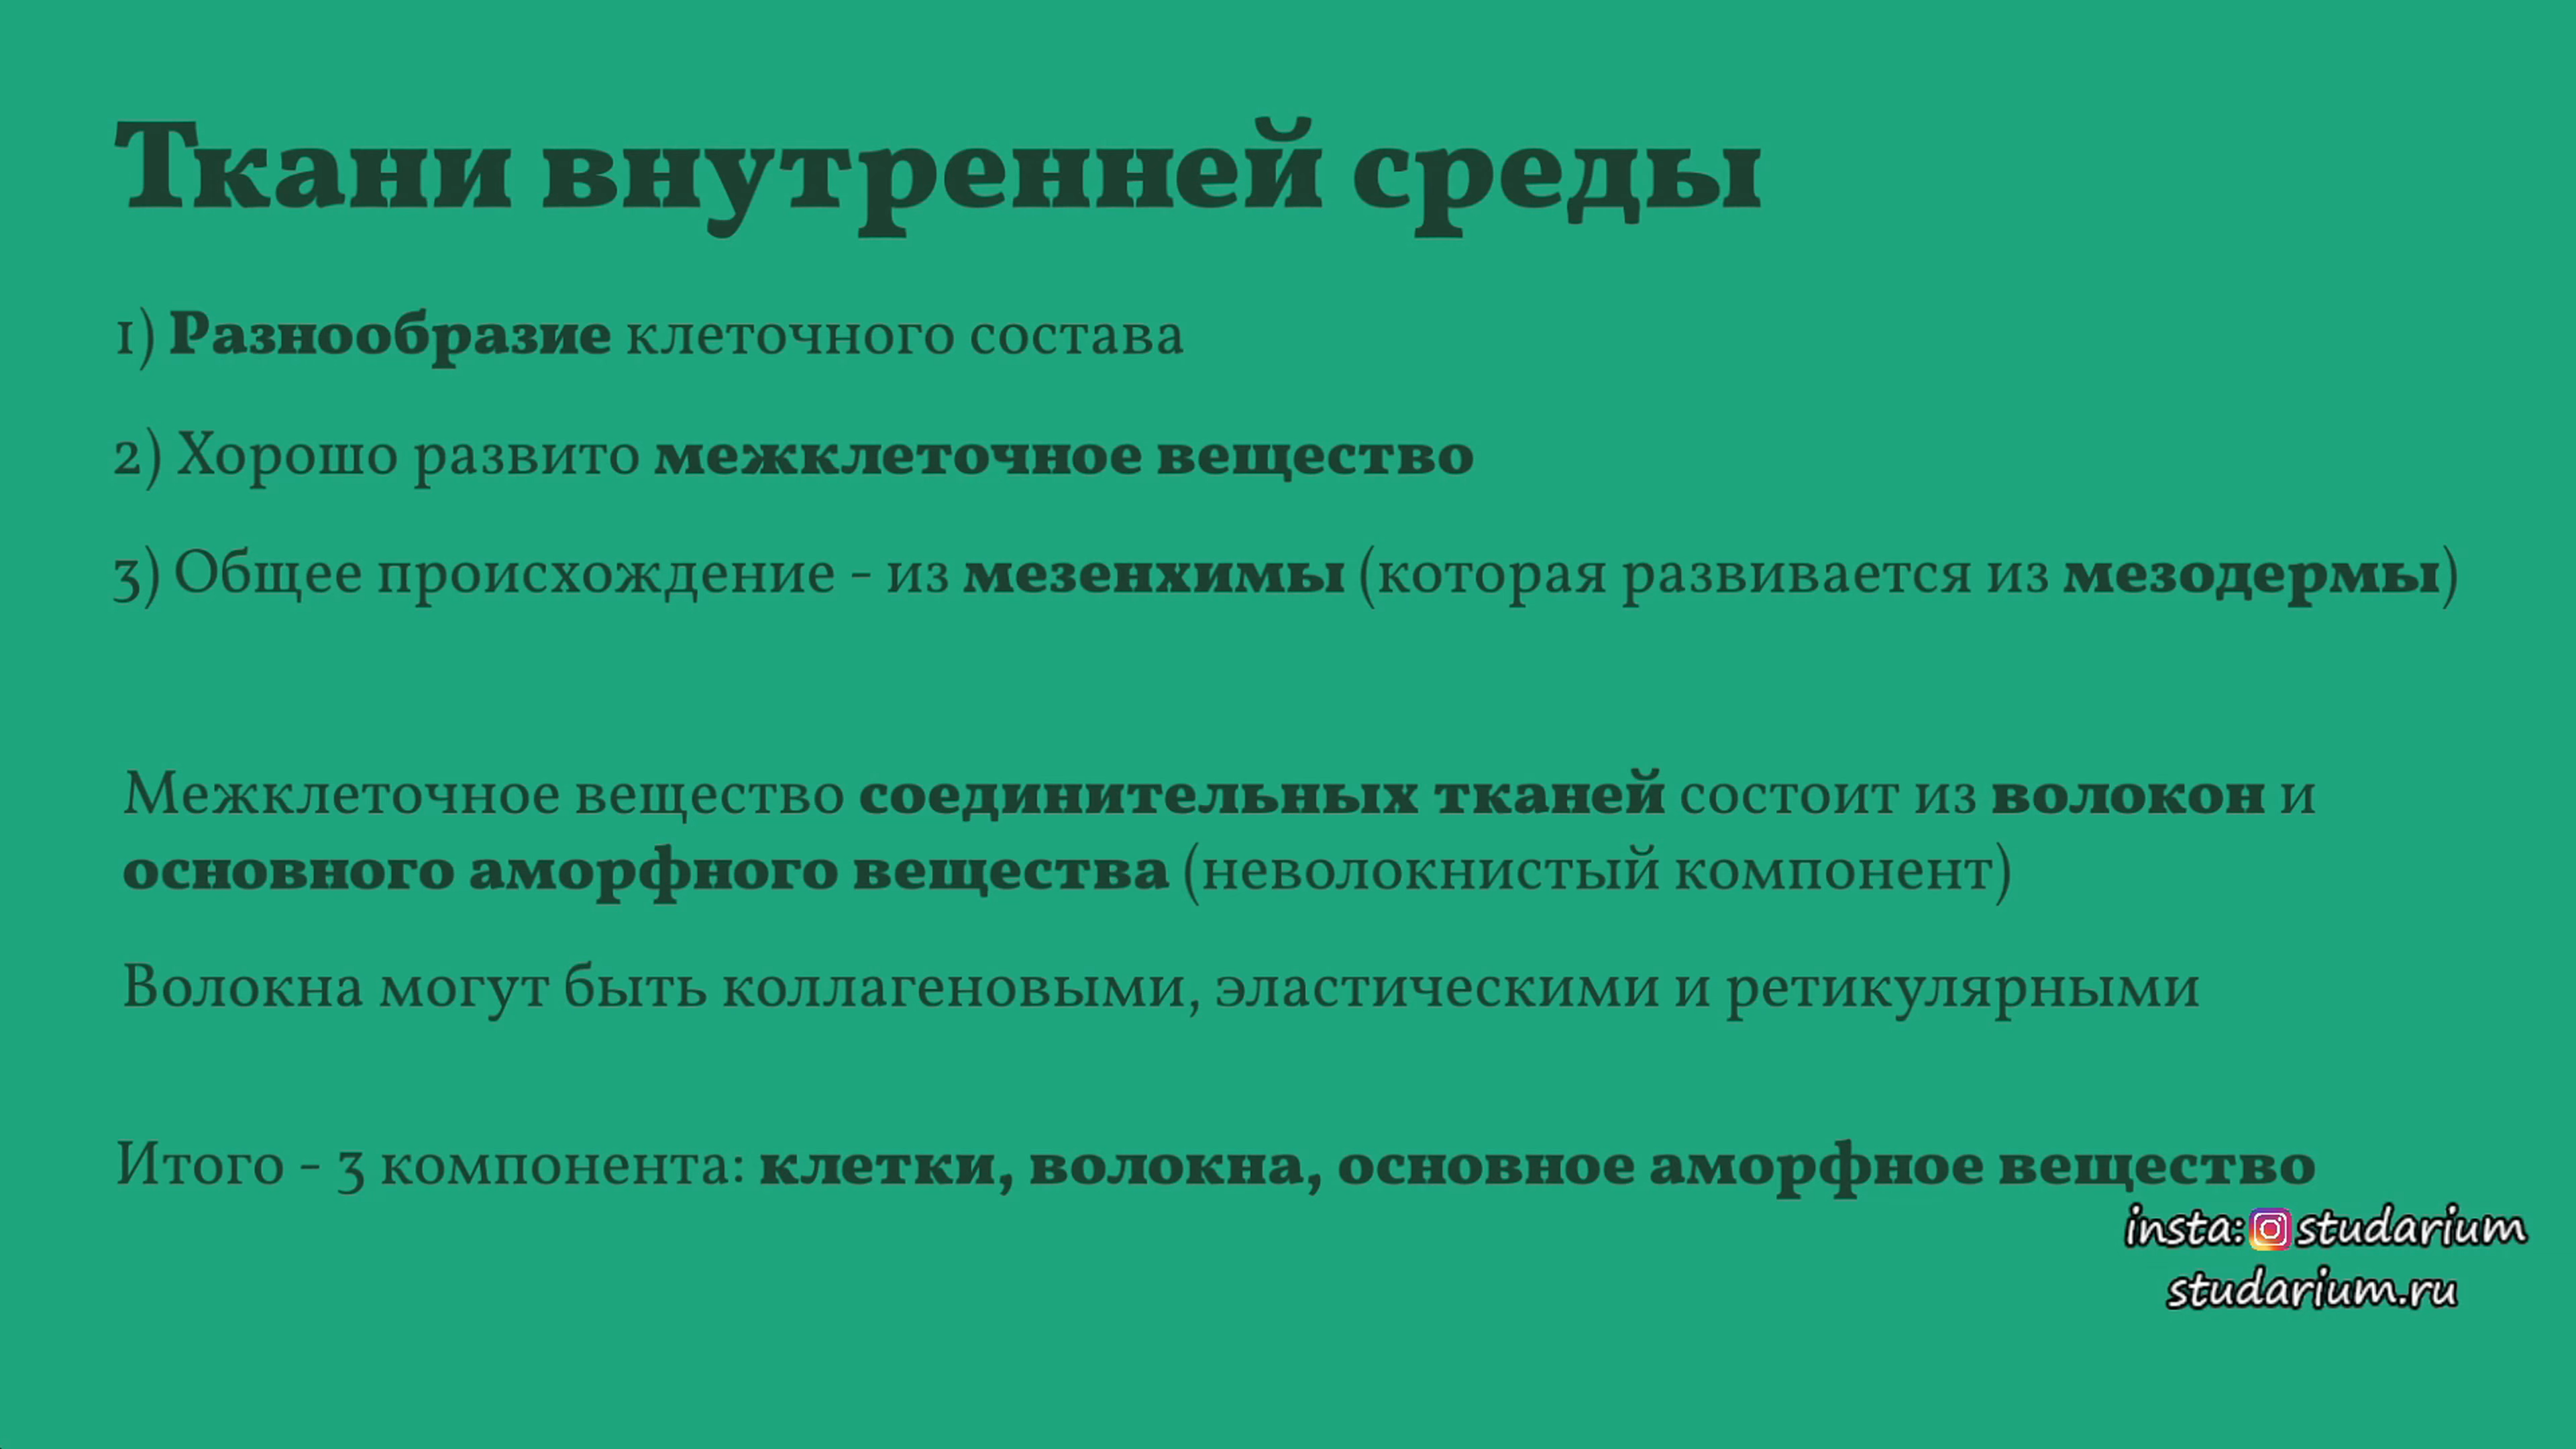 Ткани внутренней среды
1) Разнообразие клеточного состава
2) Хорошо развито межклеточное вещество
3) Общее происхождение - из мезенхимы (которая развивается из мезодермы)
Межклеточное вещество соединительных тканей состоит из волокон и
основного аморфного вещества (неволокнистый компонент)
Волокна могут быть коллагеновыми, эластическими и ретикулярными
Итого - 3 компонента: клетки, волокна, основное аморфное вещество
insta: studarium
studarium.ru